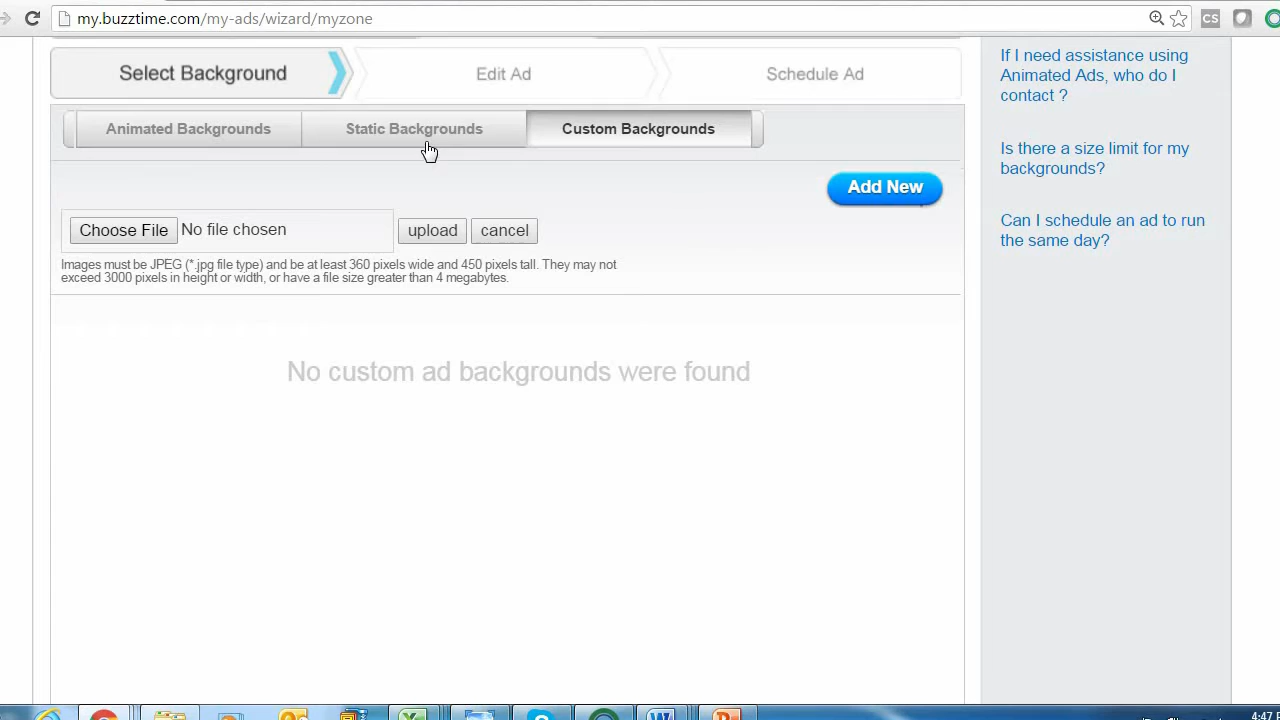 my.buzztime.com/my-ads/wizard/myzone
CS
Select Background
Edit Ad
Schedule Ad
Animated Backgrounds
Static Backgrounds
Custom Backgrounds
Add New
Choose File No file chosen
upload
cancel
Images must be JPEG (*.jpg file type) and be at least 360 pixels wide and 450 pixels tall. They may not
exceed 3000 pixels in height or width, or have a file size greater than 4 megabytes.
No custom ad backgrounds were found
If I need assistance using
Animated Ads, who do I
contact ?
Is there a size limit for my
backgrounds?
Can I schedule an ad to run
the same day?
4:47